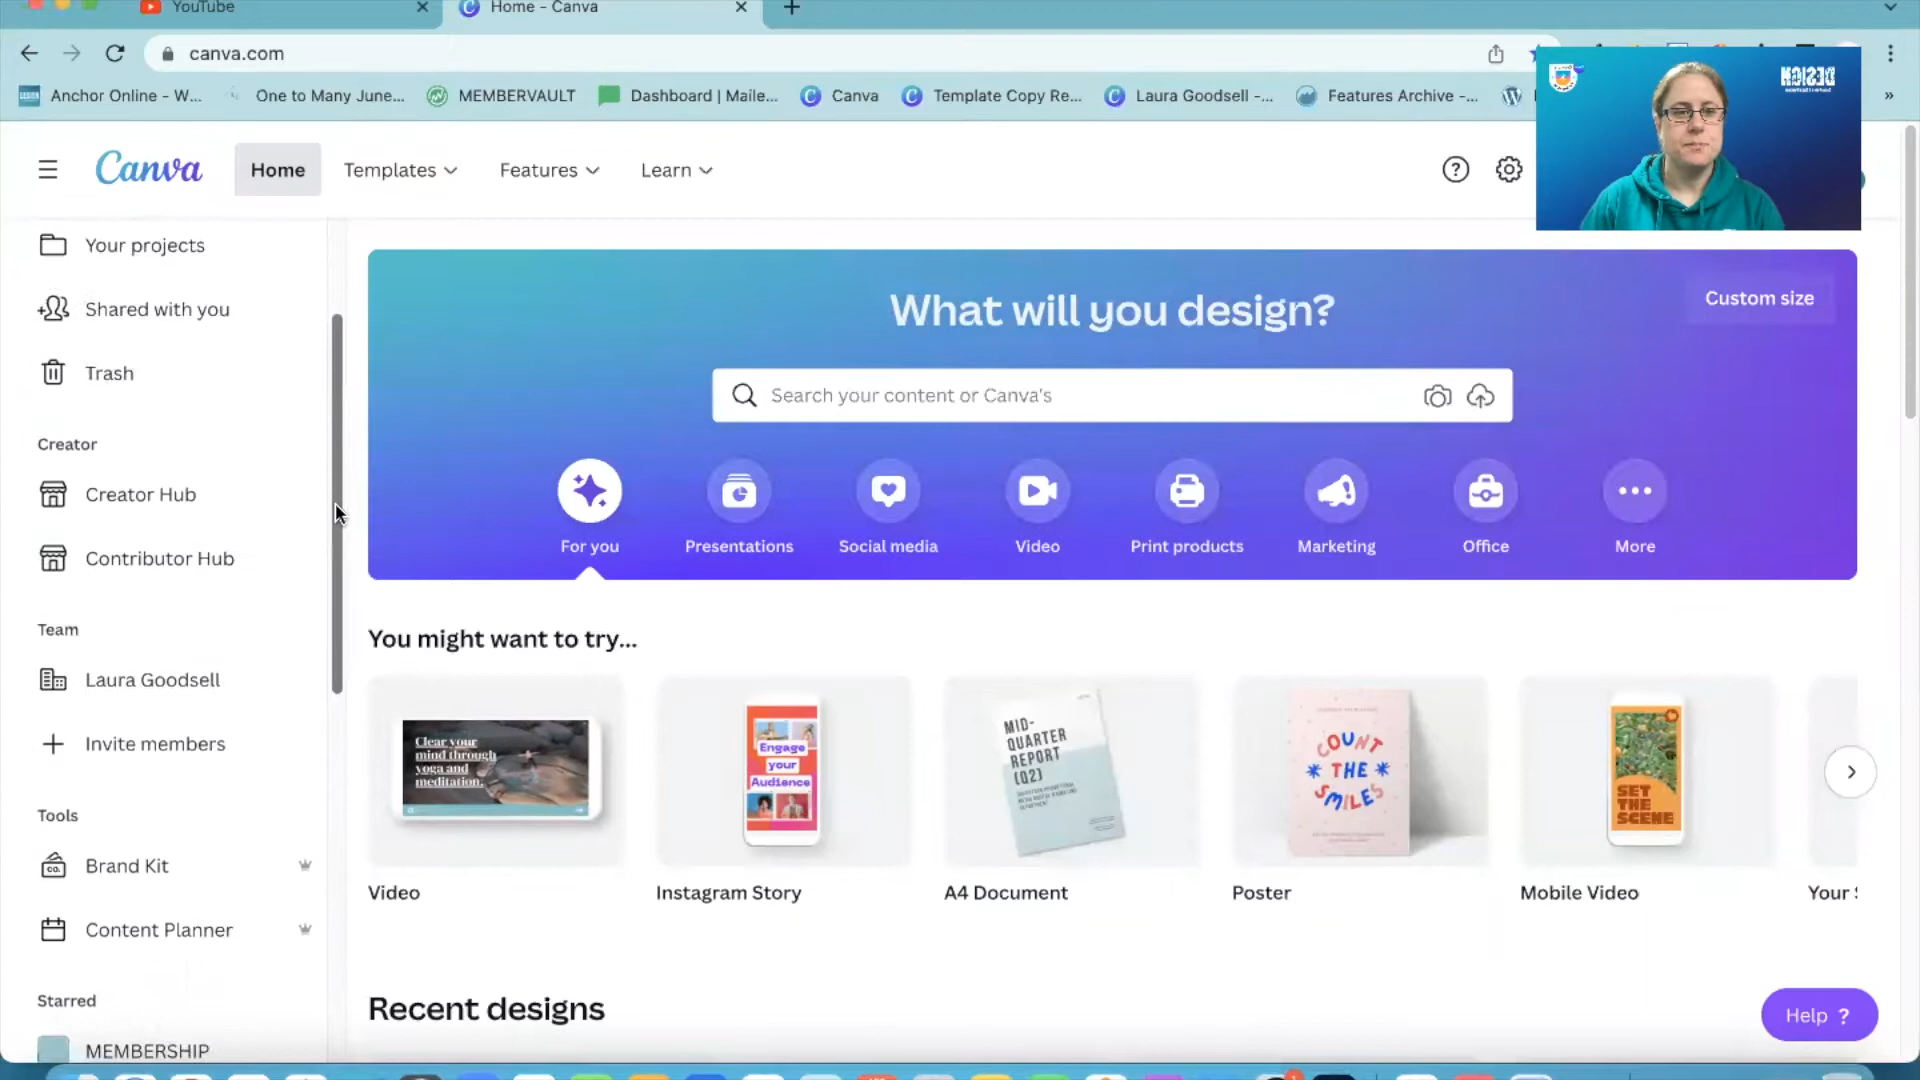 YouTube
Home - Canva
canva.com
Anchor Online - W...
One to Many June...
MEMBERVAULT
Dashboard | Maile...
Canva
Template Copy Re...
Laura Goodsell -...
Features Archive -...
»
Canva
Home
Templates
Features
Learn
Your projects
Shared with you
Trash
Creator
Creator Hub
Contributor Hub
Team
Laura Goodsell
Invite members
Tools
Brand Kit
Content Planner
Starred
MEMBERSHIP
What will you design?
Custom size
Search your content or Canva's
For you
Presentations
Social media
Video
Print products
Marketing
Office
More
You might want to try...
Clear your
mind through
yoga and
meditation.
Engage
your
Audience
MID-
QUARTER
REPORT
(Q2)
COUNT
THE
SMILES
SET
THE
SCENE
Video
Instagram Story
A4 Document
Poster
Mobile Video
Your
Recent designs
Help ?